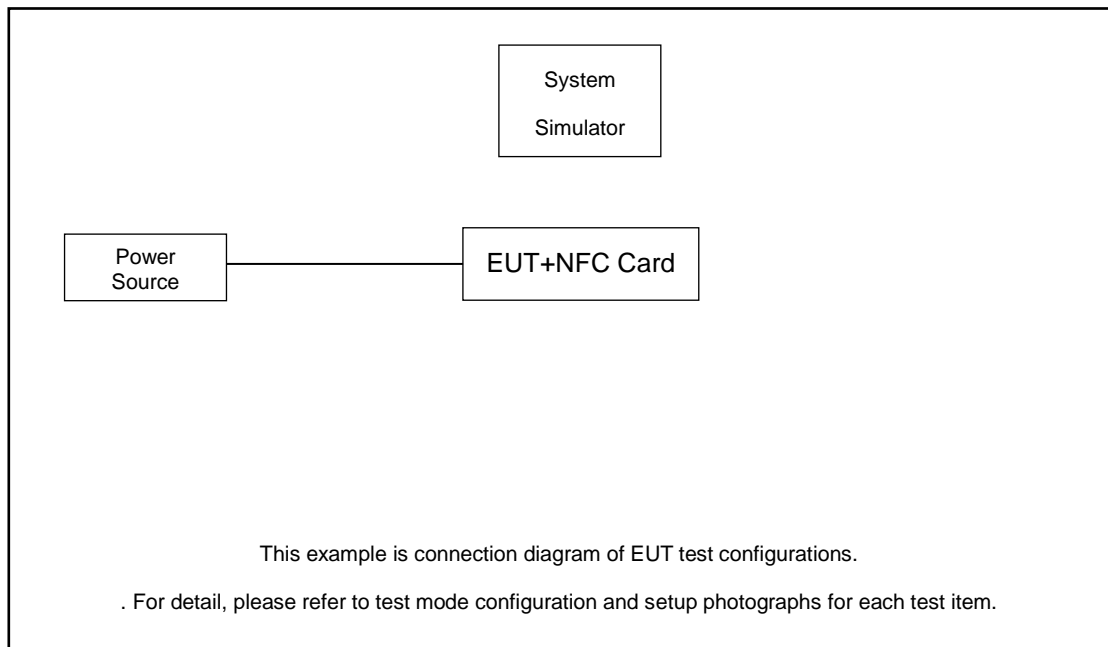 System
Simulator
Power
Source
EUT+NFC Card
This example is connection diagram of EUT test configurations.
. For detail, please refer to test mode configuration and setup photographs for each test item.